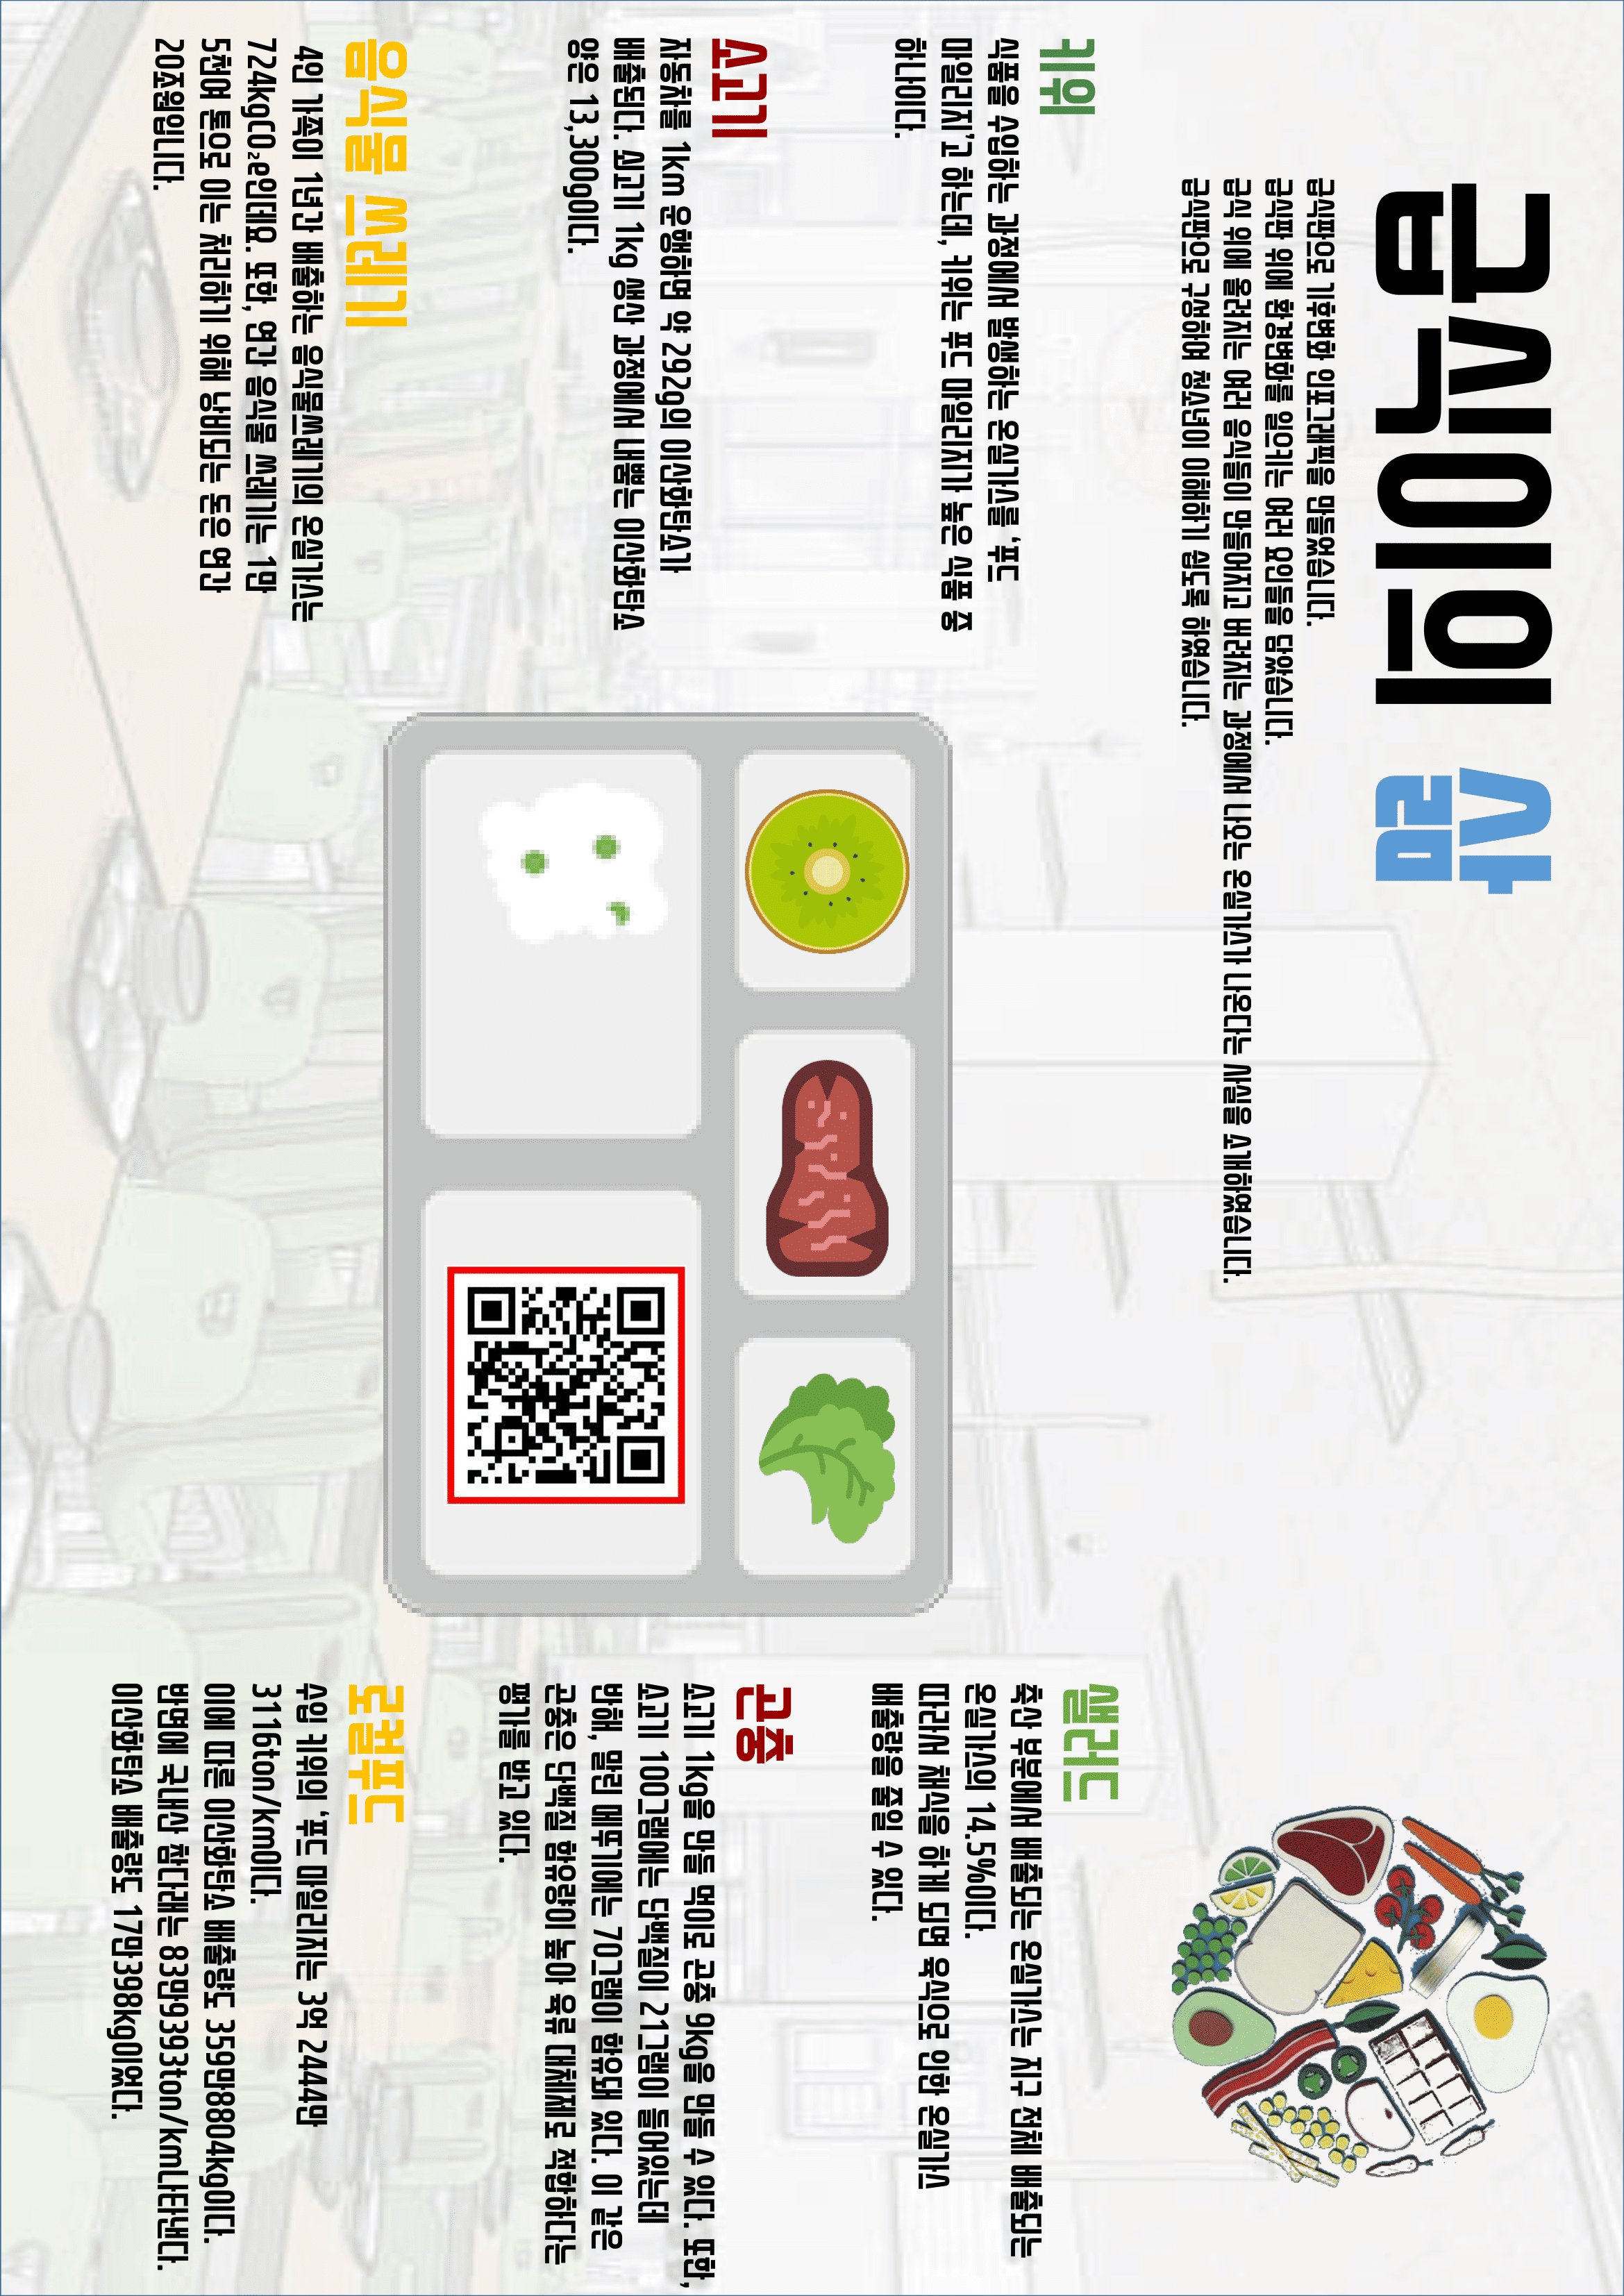 급식이의 삶
급식판으로 기후변화 인포그래픽을 만들었습니다.
급식판 위에 환경변화를 일으키는 여러 요인들을 담았습니다.
급식 위에 올려지는 여러 음식들이 만들어지고 버려지는 과정에서 나오는 온실가스가 나온다는 사실을 소개하였습니다.
급식판으로 구성하여 청소년이 이해하기 쉽도록 하였습니다.
키위
식품을 수입하는 과정에서 발생하는 온실가스를 '푸드
마일리지'고 하는데, 키위는 푸드 마일리지가 높은 식품 중
하나이다.
소고기
자동차를 1km 운행하면 약 292g의 이산화탄소가
배출된다. 소고기 1kg 생산 과정에서 내뿜는 이산화탄소
양은 13,300g이다.
음식물 쓰레기
4인 가족이 1년간 배출하는 음식물쓰레기의 온실가스는
724kgCO₂e인데요. 또한, 연간 음식물 쓰레기는 1만
5천여 톤으로 이는 처리하기 위해 낭비되는 돈은 연간
20조원입니다.
샐러드
축산 부문에서 배출되는 온실가스는 지구 전체 배출되는
온실가스의 14.5%이다.
따라서 채식을 하게 되면 육식으로 인한 온실가스
배출량을 줄일 수 있다.
곤충
소고기 1kg을 만들 먹이로 곤충 9kg을 만들 수 있다. 또한,
소고기 100그램에는 단백질이 21그램이 들어있는데
반해, 말린 메뚜기에는 70그램이 함유돼 있다. 이 같은
곤충은 단백질 함유량이 높아 육류 대체제로 적합하다는
평가를 받고 있다.
로컬푸드
수입 키위의 '푸드 마일리지는 3억 2444만
3116ton/km이다.
이에 따른 이산화탄소 배출량도 359만8804kg이다.
반면에 국내산 참다래는 83만9393ton/km나타낸다.
이산화탄소 배출량도 17만398kg이었다.